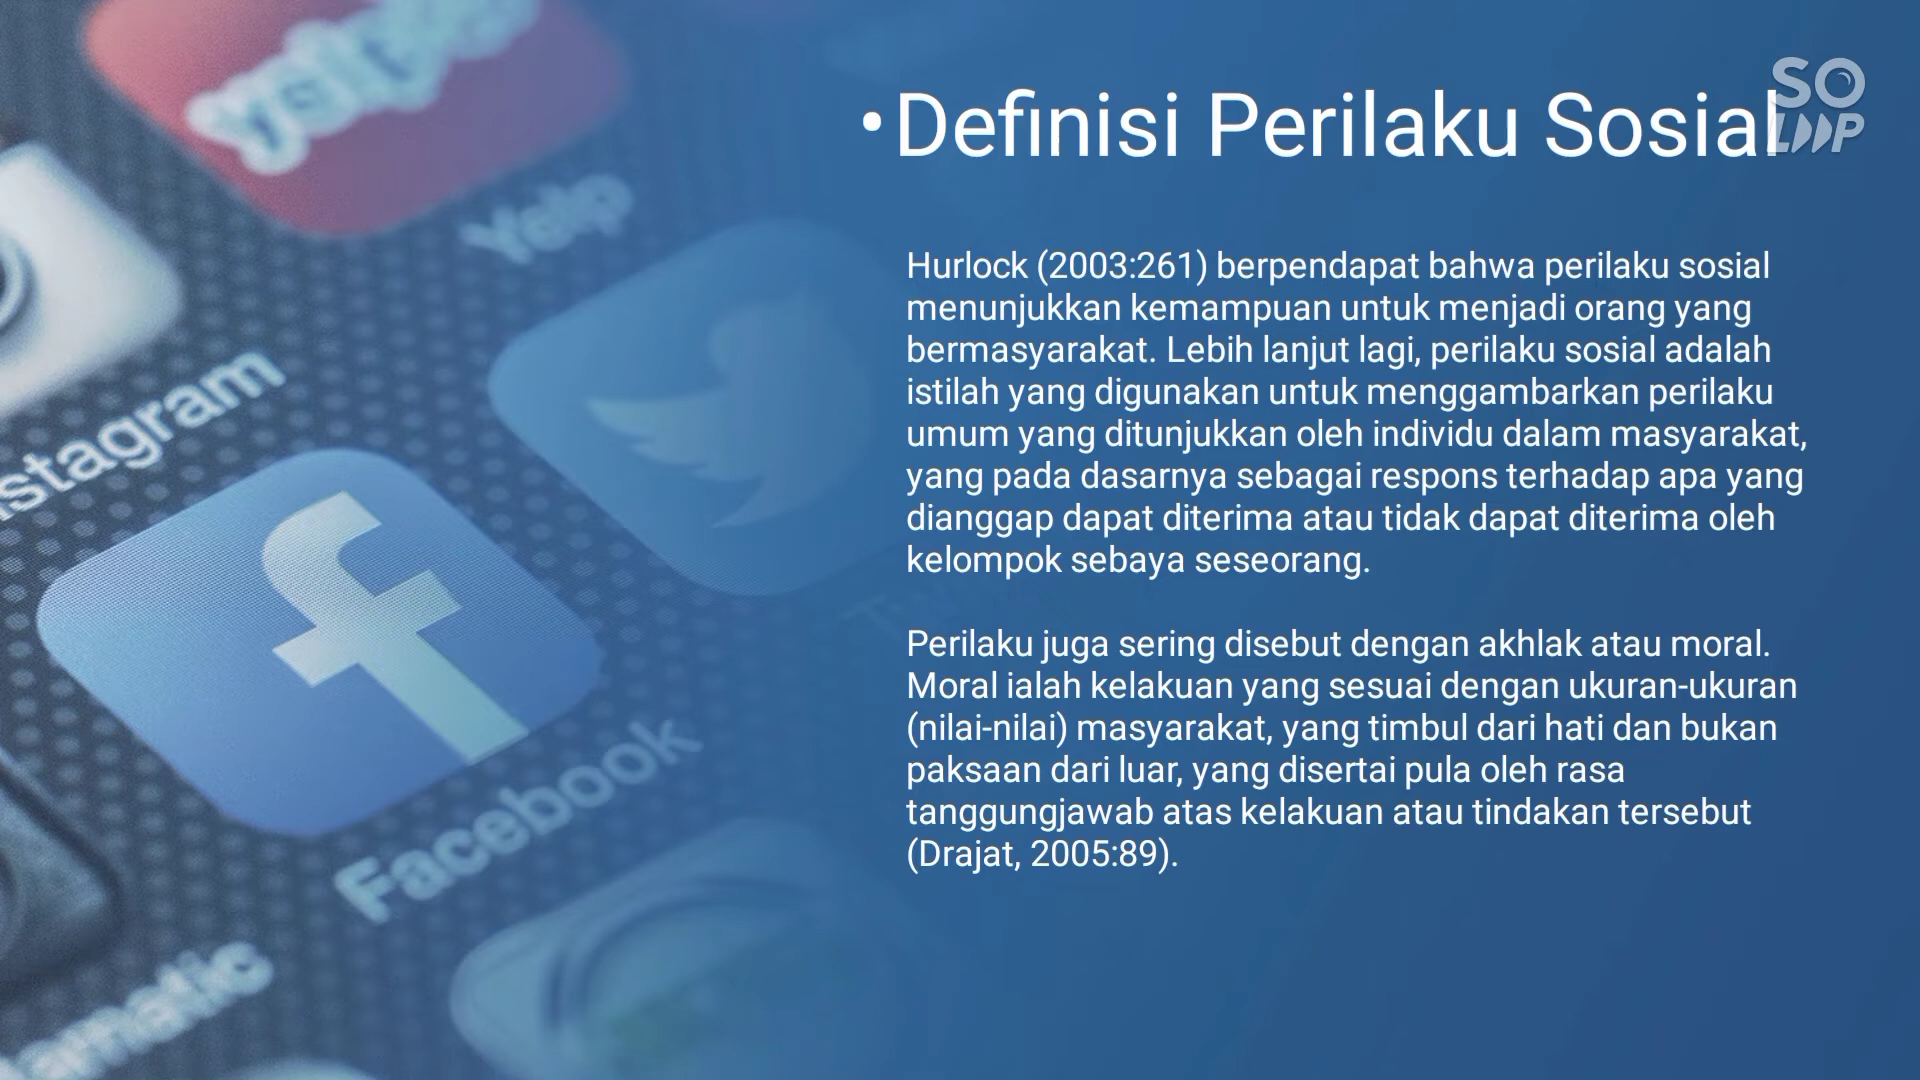 yelp
Yelp
• Definisi Perilaku Sosial
SO
LOOP
Hurlock (2003:261) berpendapat bahwa perilaku sosial
menunjukkan kemampuan untuk menjadi orang yang
bermasyarakat. Lebih lanjut lagi, perilaku sosial adalah
istilah yang digunakan untuk menggambarkan perilaku
umum yang ditunjukkan oleh individu dalam masyarakat,
yang pada dasarnya sebagai respons terhadap apa yang
dianggap dapat diterima atau tidak dapat diterima oleh
kelompok sebaya seseorang.
Perilaku juga sering disebut dengan akhlak atau moral.
Moral ialah kelakuan yang sesuai dengan ukuran-ukuran
(nilai-nilai) masyarakat, yang timbul dari hati dan bukan
paksaan dari luar, yang disertai pula oleh rasa
tanggungjawab atas kelakuan atau tindakan tersebut
(Drajat, 2005:89).
nstagram
Facebook